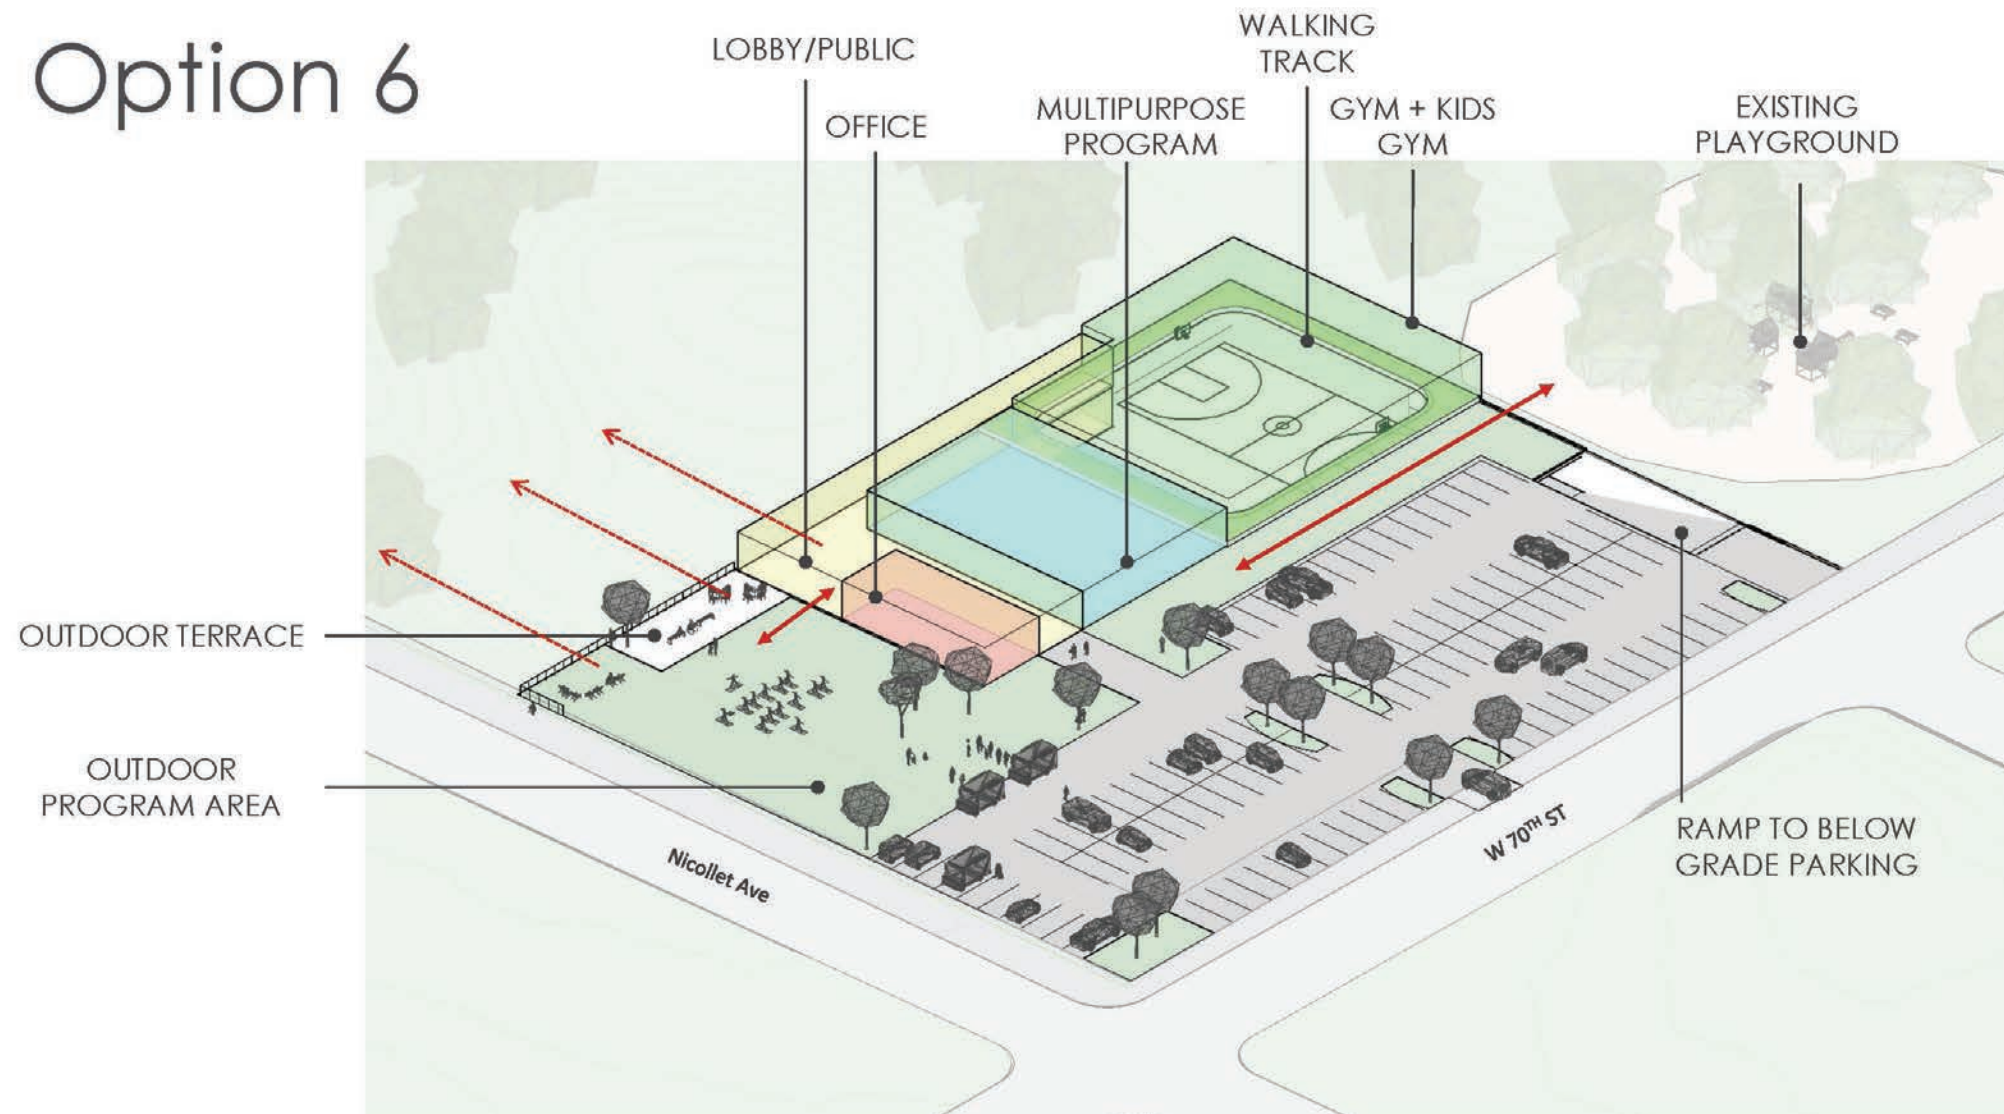 Option 6
LOBBY/PUBLIC
OFFICE
MULTIPURPOSE
PROGRAM
WALKING
TRACK
GYM + KIDS
GYM
EXISTING
PLAYGROUND
OUTDOOR TERRACE
OUTDOOR
PROGRAM AREA
Nicollet Ave
W 70TH ST
RAMP TO BELOW
GRADE PARKING